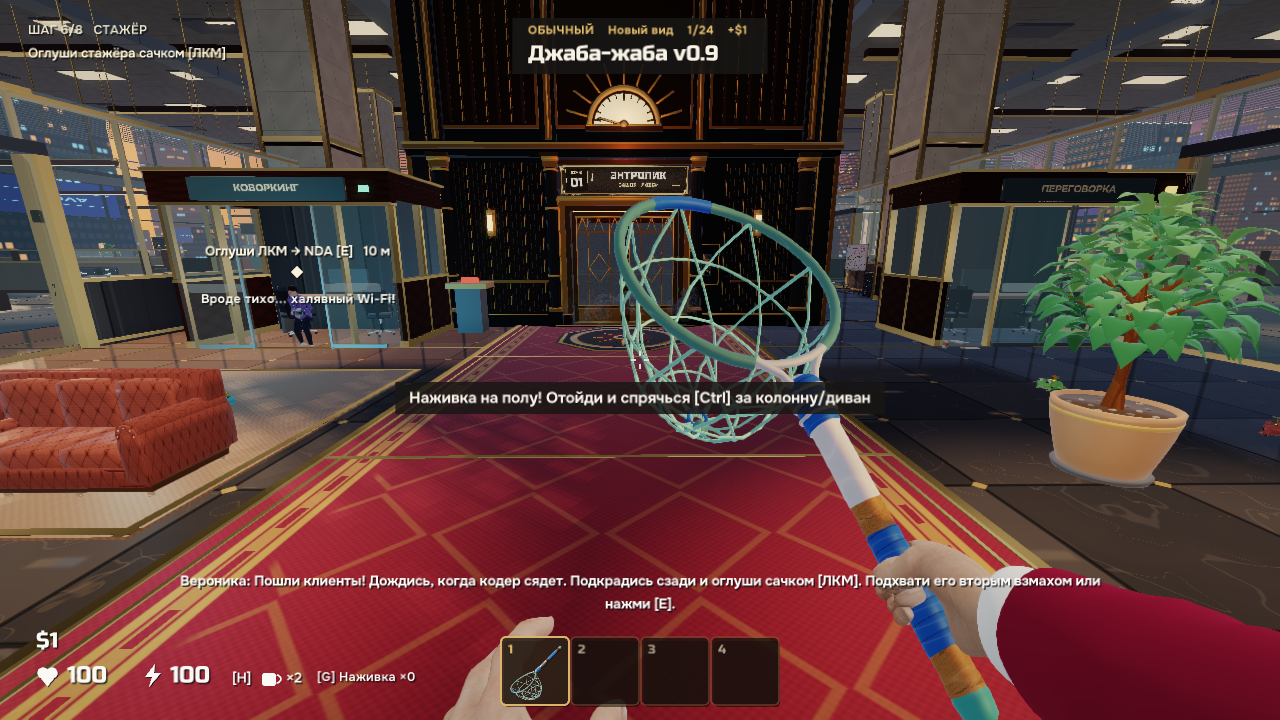 ШАГ 6/8 СТАЖЁР
Оглуши стажёра сачком [ЛКМ]
ОБЫЧНЫЙ Новый вид 1/24 +$1
Джаба-жаба v0.9
КОВОРКИНГ
01
ЭНТРОПИК
ПЕРЕГОВОРКА
Оглуши ЛКМ → NDA [E] 10 м
Вроде тихо... халявный Wi-Fi!
Наживка на полу! Отойди и спрячься [Ctrl] за колонну/диван
Вероника: Пошли клиенты! Дождись, когда кодер сядет. Подкрадись сзади и оглуши сачком [ЛКМ]. Подхвати его вторым взмахом или
нажми [E].
$1
100 100 [H] ×2 [G] Наживка ×0
1 2 3 4